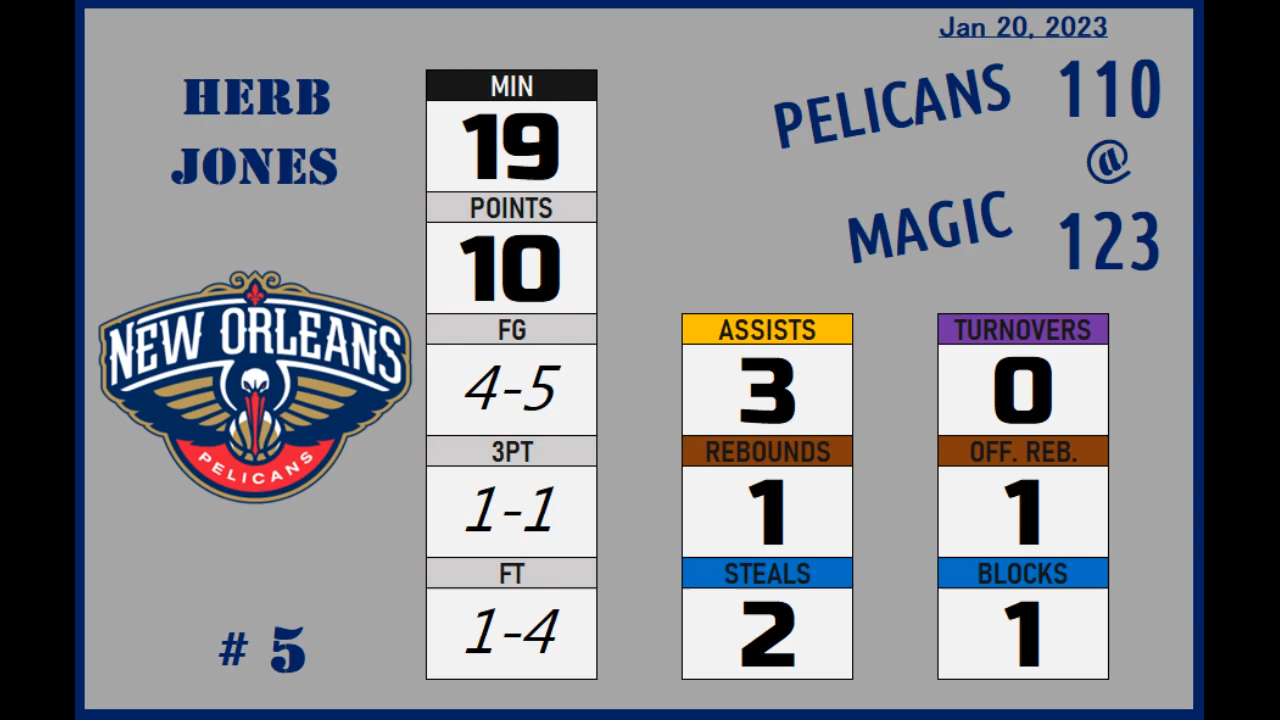 Jan 20, 2023
HERB
JONES
PELICANS 110
@
MAGIC 123
NEW ORLEANS
PELICANS
# 5
MIN
19
POINTS
10
FG
4-5
3PT
1-1
FT
1-4
ASSISTS
3
REBOUNDS
1
STEALS
2
TURNOVERS
0
OFF. REB.
1
BLOCKS
1